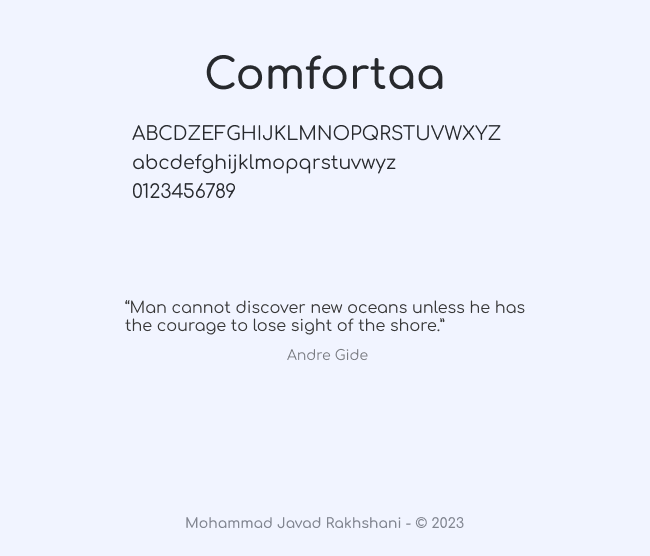 Comfortaa
ABCDZEFGHIJKLMNOPQRSTUVWXYZ
abcdefghijklmopqrstuvwyz
0123456789
“Man cannot discover new oceans unless he has
the courage to lose sight of the shore.”
Andre Gide
Mohammad Javad Rakhshani - © 2023